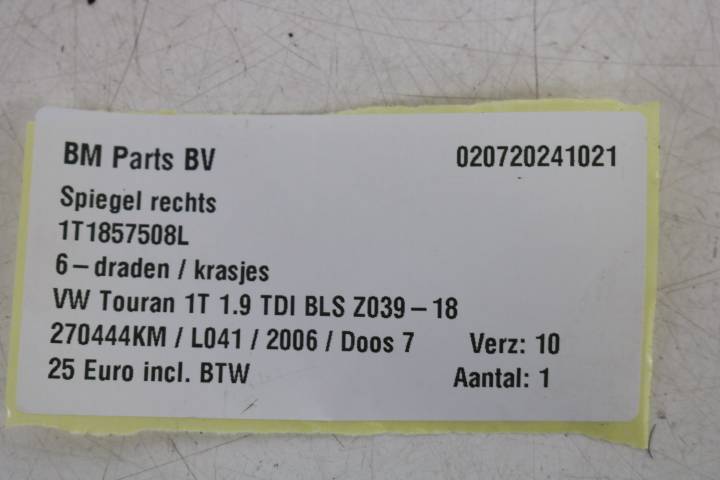 BM Parts BV 020720241021
Spiegel rechts
1T1857508L
6-draden / krasjes
VW Touran 1T 1.9 TDI BLS Z039-18
270444KM / L041 / 2006 / Doos 7 Verz: 10
25 Euro incl. BTW Aantal: 1